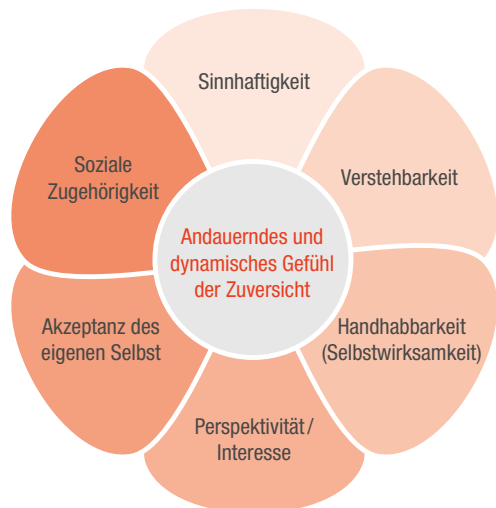 Sinnhaftigkeit
Verstehbarkeit
Handhabbarkeit
(Selbstwirksamkeit)
Perspektivität /
Interesse
Akzeptanz des
eigenen Selbst
Soziale
Zugehörigkeit
Andauerndes und
dynamisches Gefühl
der Zuversicht